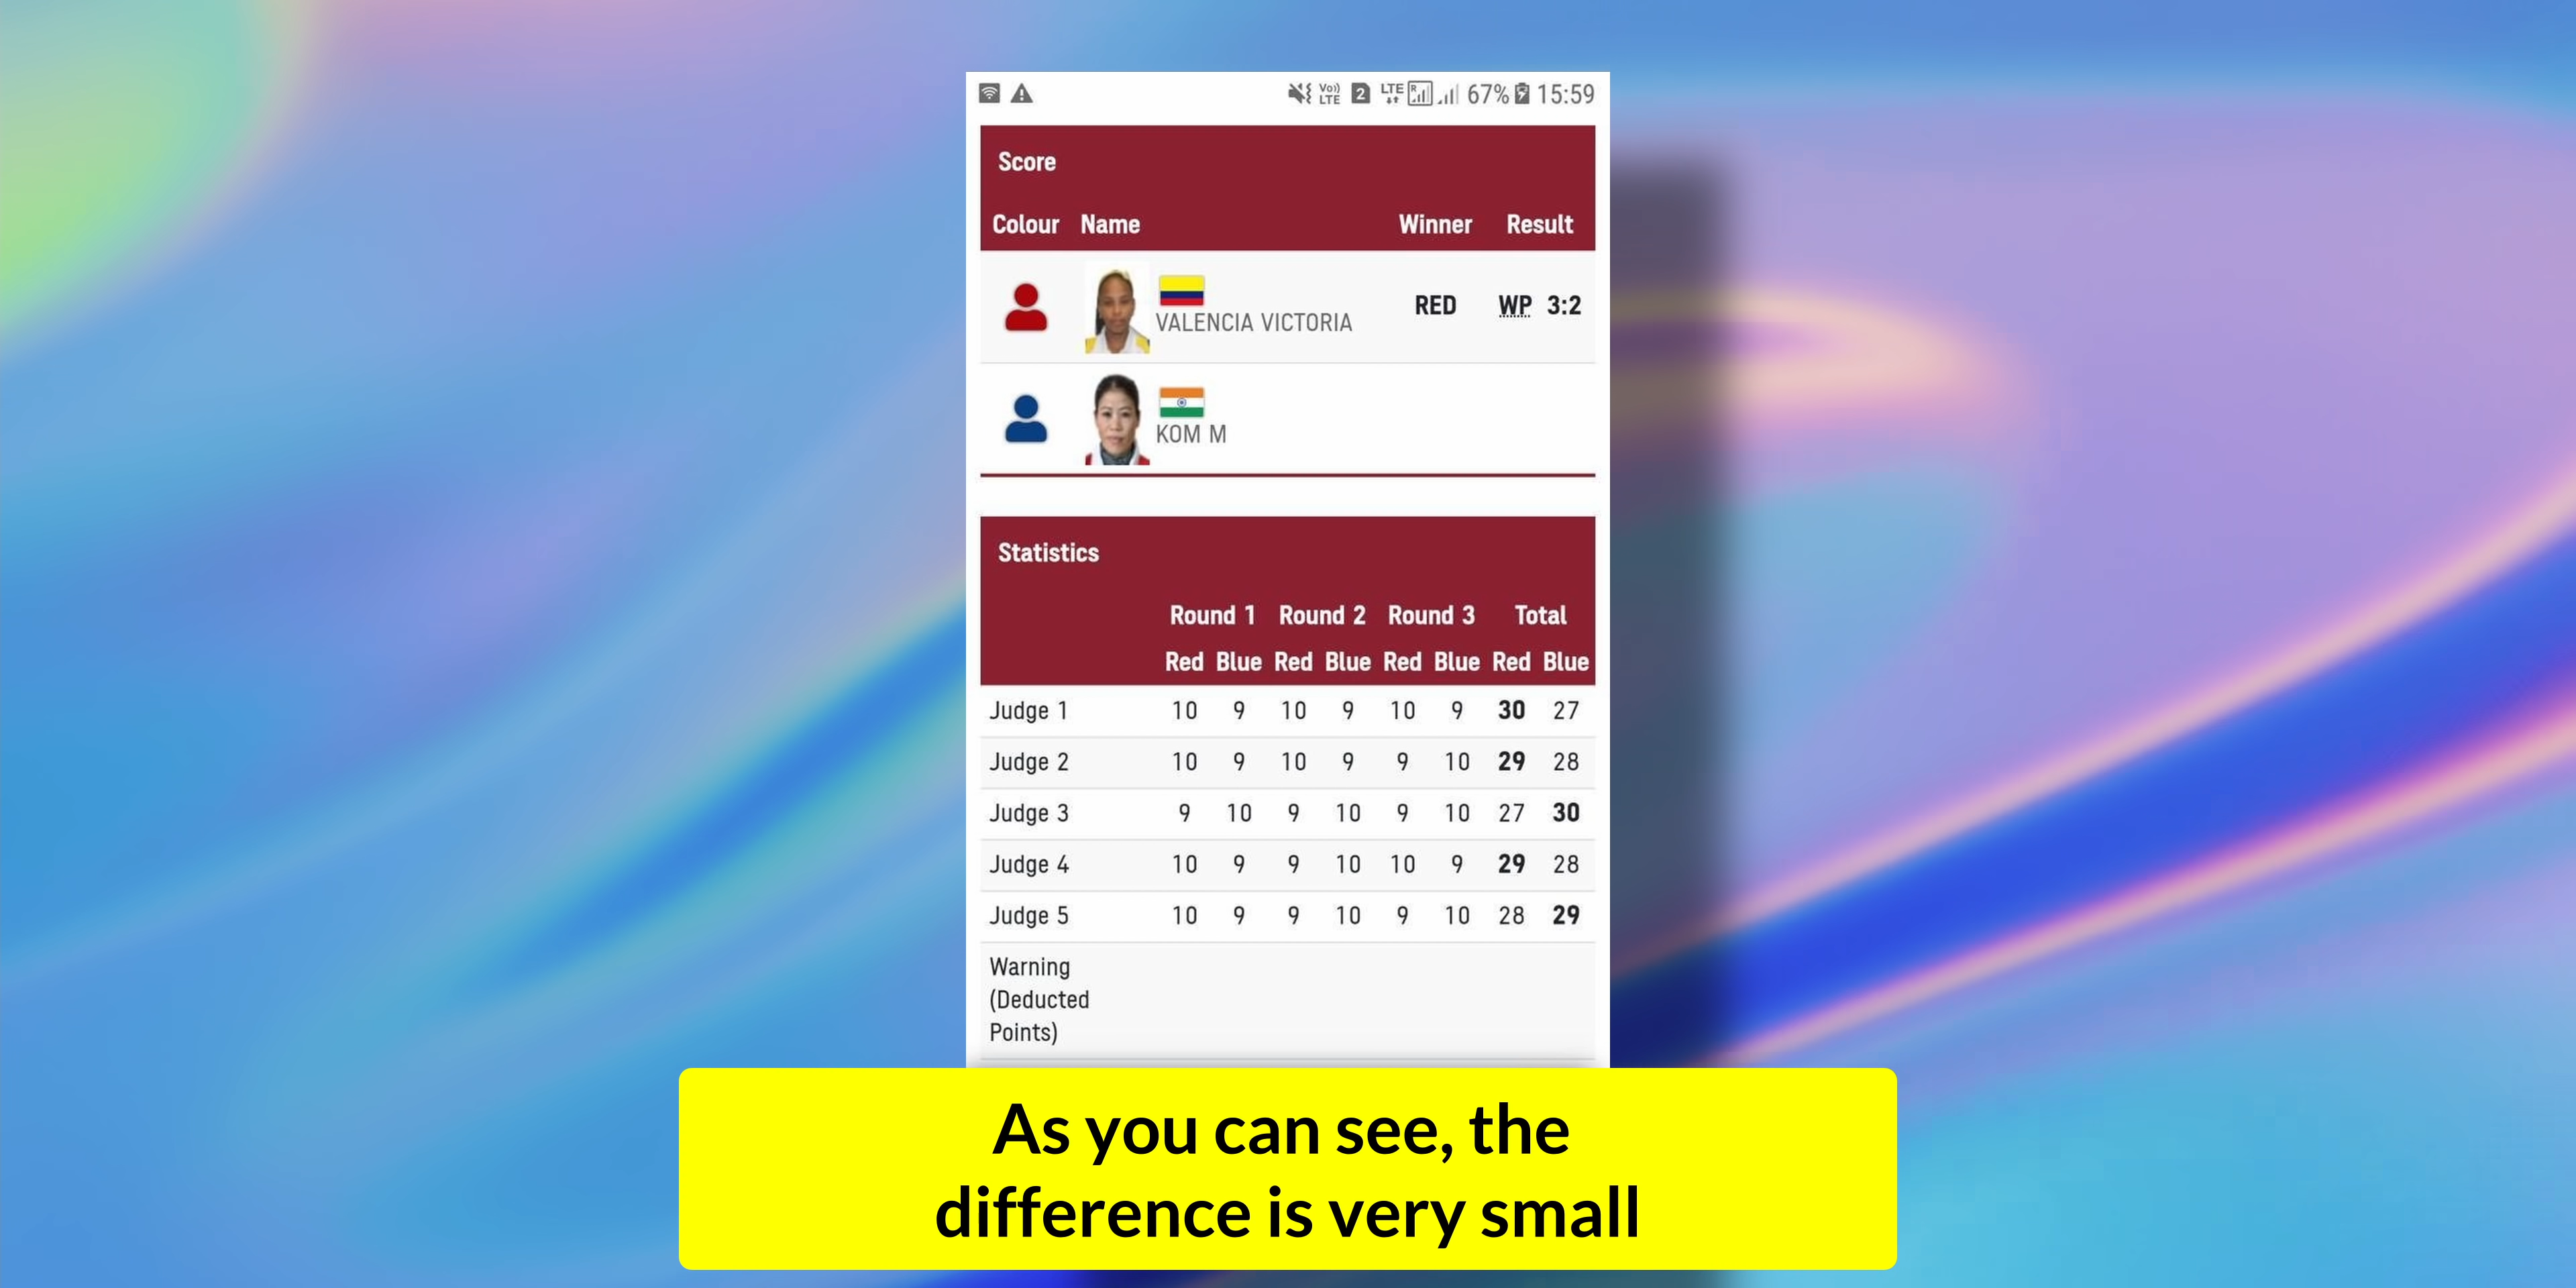 Vo)) LTE 2 LTE R 67% 15:59
Score
Colour Name Winner Result
VALENCIA VICTORIA RED WP 3:2
KOM M
Statistics
Round 1 Round 2 Round 3 Total
Red Blue Red Blue Red Blue Red Blue
Judge 1 10 9 10 9 10 9 30 27
Judge 2 10 9 10 9 9 10 29 28
Judge 3 9 10 9 10 9 10 27 30
Judge 4 10 9 9 10 10 9 29 28
Judge 5 10 9 9 10 9 10 28 29
Warning
(Deducted
Points)
As you can see, the
difference is very small